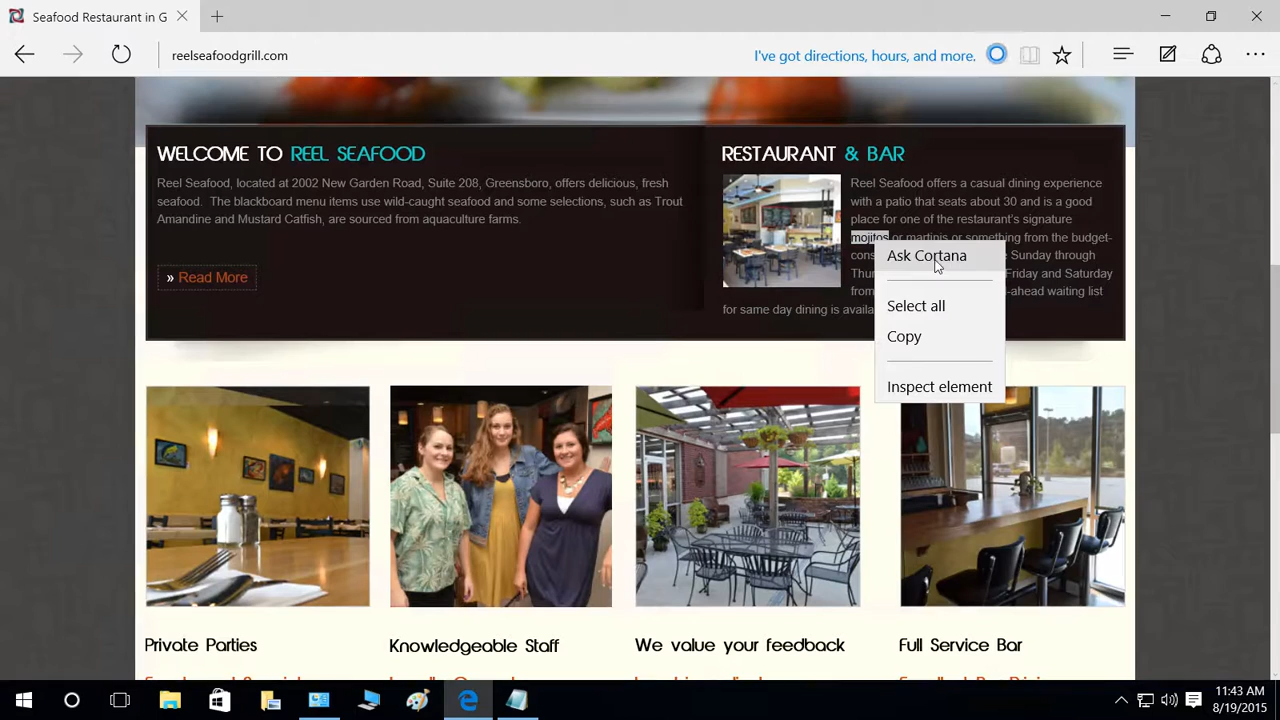 Seafood Restaurant in G
reelseafoodgrill.com
I've got directions, hours, and more.
WELCOME TO REEL SEAFOOD
Reel Seafood, located at 2002 New Garden Road, Suite 208, Greensboro, offers delicious, fresh
seafood. The blackboard menu items use wild-caught seafood and some selections, such as Trout
Amandine and Mustard Catfish, are sourced from aquaculture farms.
» Read More
RESTAURANT & BAR
Reel Seafood offers a casual dining experience
with a patio that seats about 30 and is a good
place for one of the restaurant's signature
mojitos or martinis or something from the budget-
cons
Sunday through
Thur
Friday and Saturday
from
-ahead waiting list
for same day dining is availa
Ask Cortana
Select all
Copy
Inspect element
Private Parties
Knowledgeable Staff
We value your feedback
Full Service Bar
11:43 AM
8/19/2015